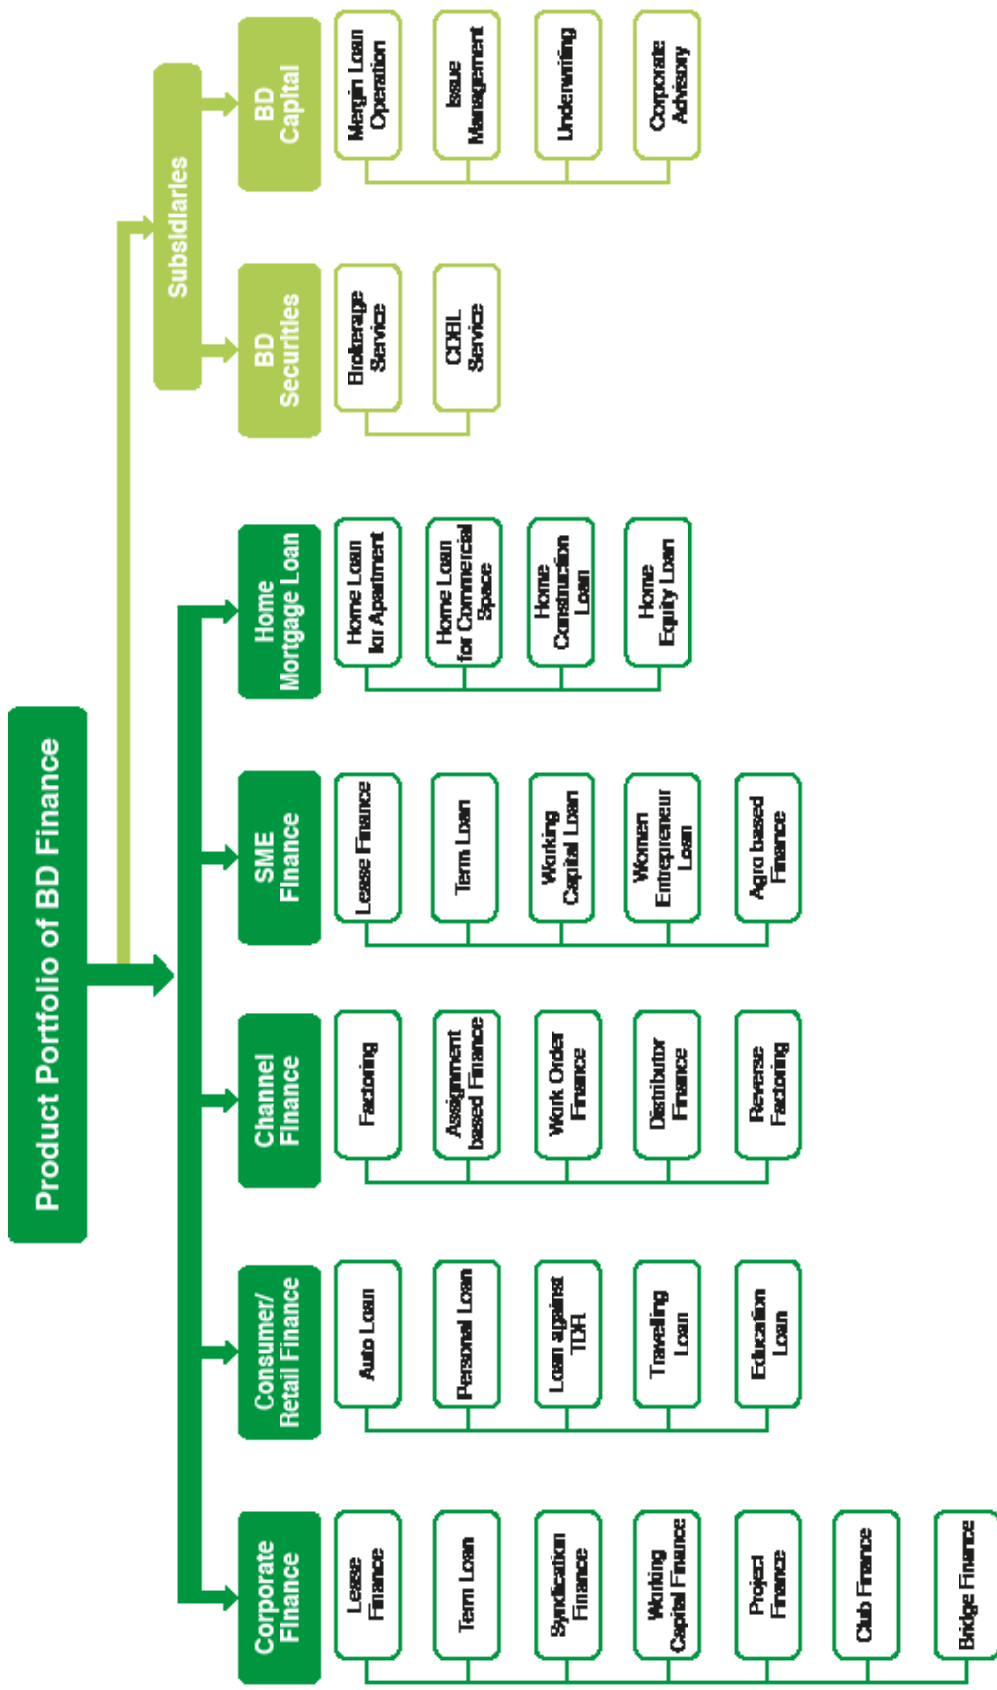 Product Portfolio of BD Finance
Corporate
Finance
Lease
Finance
Term Loan
Syndication
Finance
Working
Capital Finance
Project
Finance
Club Finance
Bridge Finance
Consumer/
Retail Finance
Auto Loan
Personal Loan
Loan against
TDR
Travelling
Loan
Education
Loan
Channel
Finance
Factoring
Assignment
based Finance
Work Order
Finance
Distributor
Finance
Reverse
Factoring
SME
Finance
Lease Finance
Term Loan
Working
Capital Loan
Women
Entrepreneur
Loan
Agro based
Finance
Home
Mortgage Loan
Home Loan
for Apartment
Home Loan
for Commercial
Space
Home
Construction
Loan
Home
Equity Loan
Subsidiaries
BD
Securities
Brokerage
Service
CDBL
Service
BD
Capital
Mergin Loan
Operation
Issue
Management
Underwriting
Corporate
Advisory